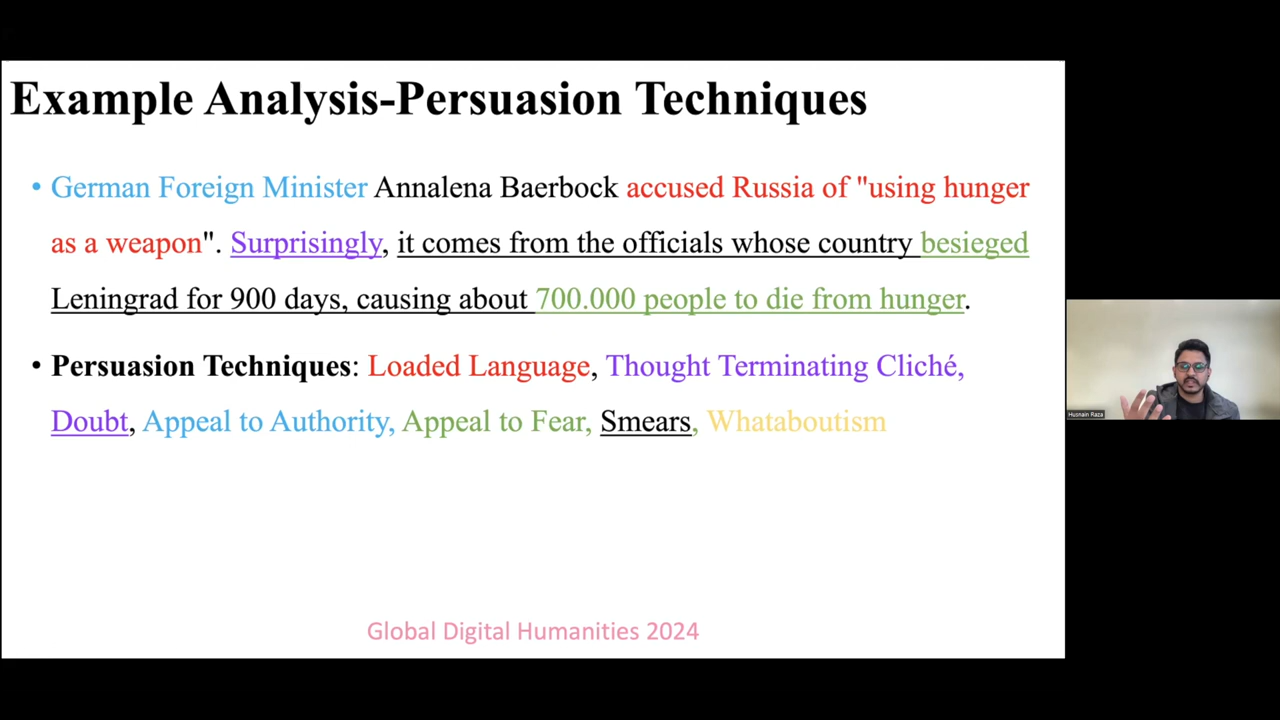 Example Analysis-Persuasion Techniques
• German Foreign Minister Annalena Baerbock accused Russia of "using hunger
as a weapon". Surprisingly, it comes from the officials whose country besieged
Leningrad for 900 days, causing about 700.000 people to die from hunger.
• Persuasion Techniques: Loaded Language, Thought Terminating Cliché,
Doubt, Appeal to Authority, Appeal to Fear, Smears, Whataboutism
Husnain Raza
Global Digital Humanities 2024